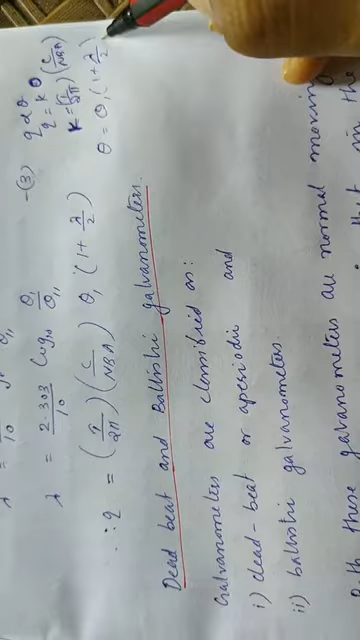 λ = 2.303/10 log₁₀ θ₁/θ₁₁
∴ q = (T/2π) (C/NBA) θ₁ (1 + λ/2) —(3)
q α θ
q = k θ
k = (T/2π) (C/NBA)
θ = θ₁ (1 + λ/2)
Dead beat and Ballistic galvanometers.
Galvanometers are classified as:
i) dead-beat or aperiodic and
ii) ballistic galvanometers.
Both these galvanometers are normal moving